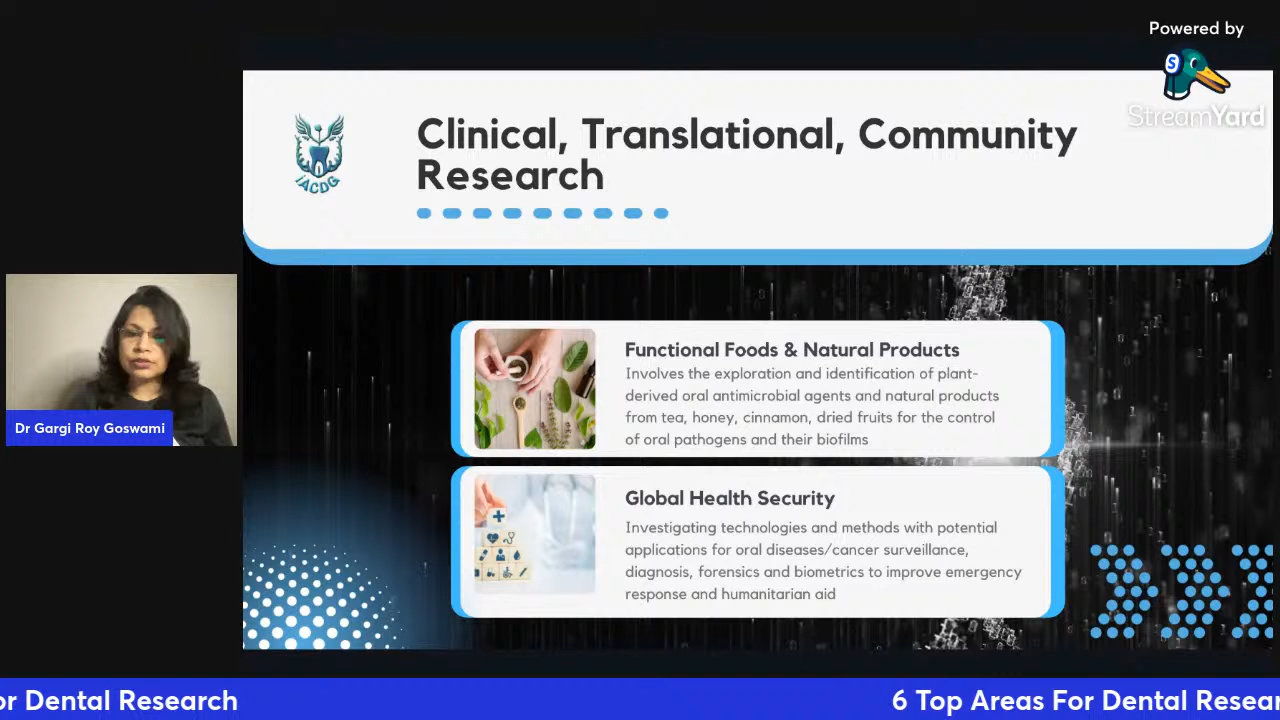 Powered by
StreamYard
Clinical, Translational, Community
Research
iACDG
Dr Gargi Roy Goswami
Functional Foods & Natural Products
Involves the exploration and identification of plant-
derived oral antimicrobial agents and natural products
from tea, honey, cinnamon, dried fruits for the control
of oral pathogens and their biofilms
Global Health Security
Investigating technologies and methods with potential
applications for oral diseases/cancer surveillance,
diagnosis, forensics and biometrics to improve emergency
response and humanitarian aid
or Dental Research
6 Top Areas For Dental Resear